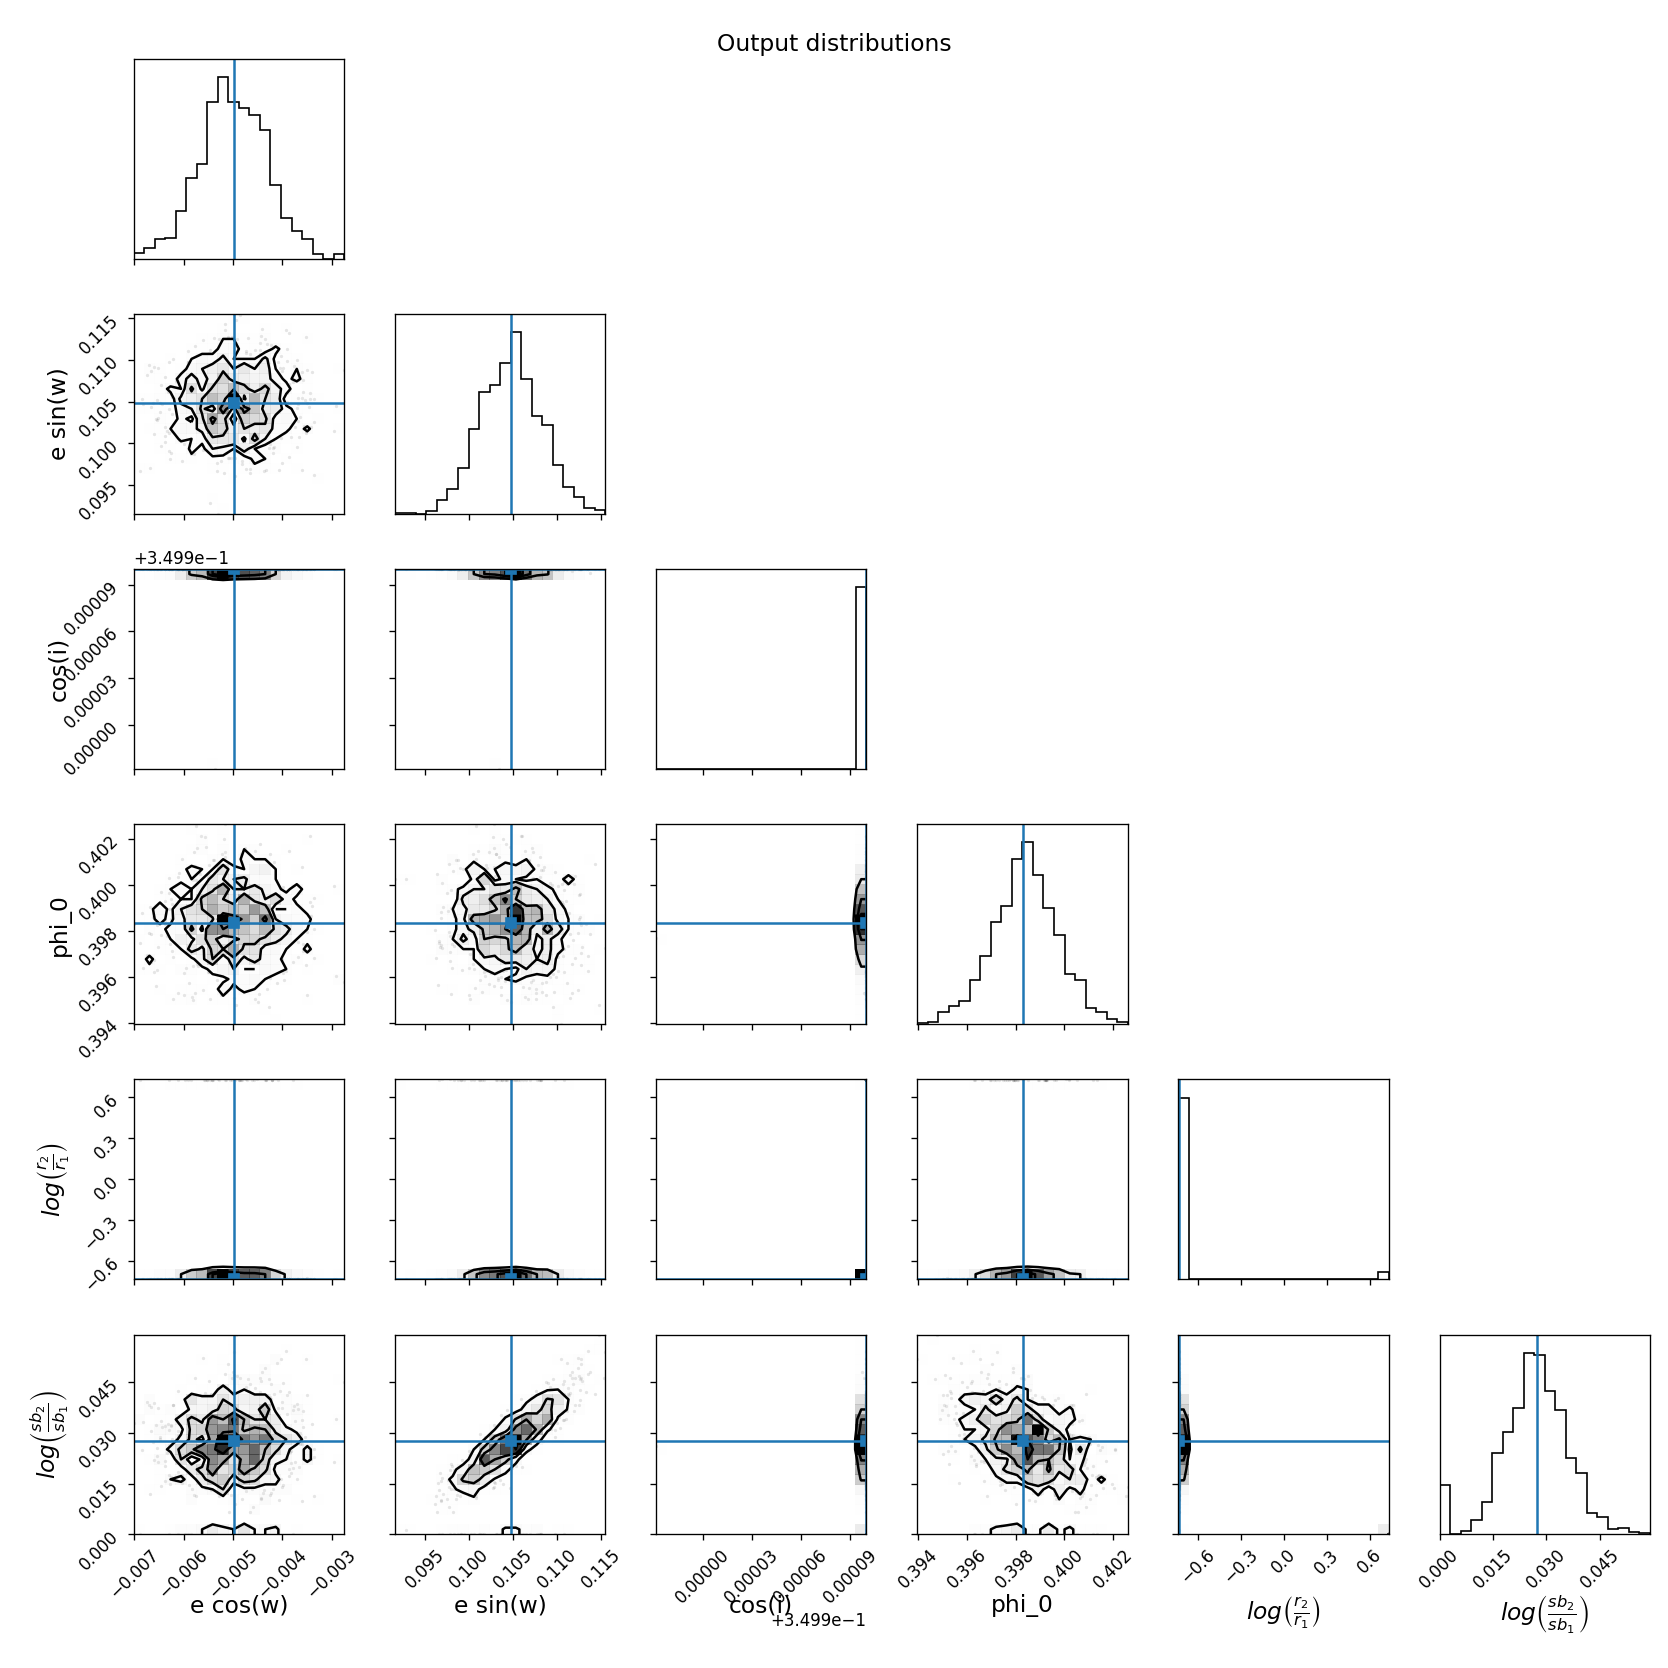 Output distributions
0.115
0.110
0.105
0.100
0.095
e sin(w)
+3.499e−1
0.00009
0.00006
0.00003
0.00000
cos(i)
0.402
0.400
0.398
0.396
0.394
phi_0
0.6
0.3
0.0
−0.3
−0.6
log(r₂/r₁)
0.045
0.030
0.015
0.000
log(sb₂/sb₁)
−0.007 −0.006 −0.005 −0.004 −0.003
0.095 0.100 0.105 0.110 0.115
0.00000 0.00003 0.00006 0.00009
0.394 0.396 0.398 0.400 0.402
−0.6 −0.3 0.0 0.3 0.6
0.000 0.015 0.030 0.045
e cos(w) e sin(w) cos(i) phi_0 log(r₂/r₁) log(sb₂/sb₁)
+3.499e−1